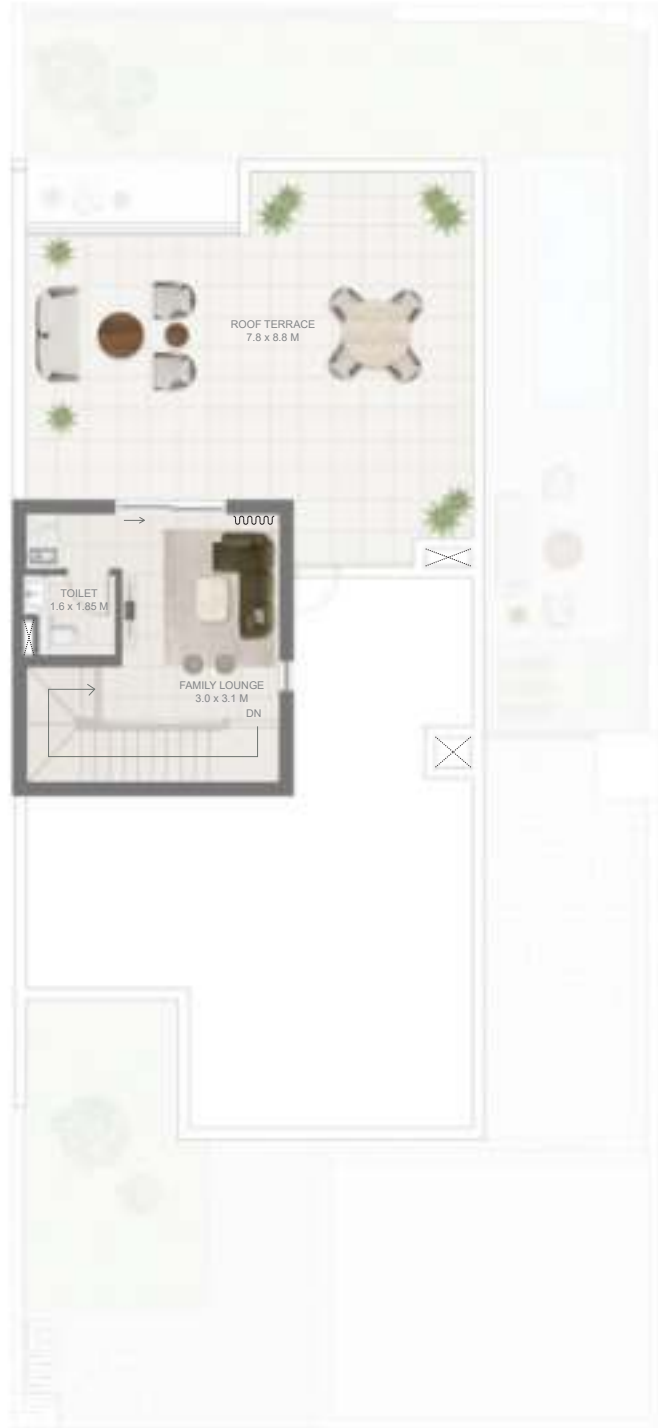 ROOF TERRACE
7.8 x 8.8 M
TOILET
1.6 x 1.85 M
FAMILY LOUNGE
3.0 x 3.1 M
DN